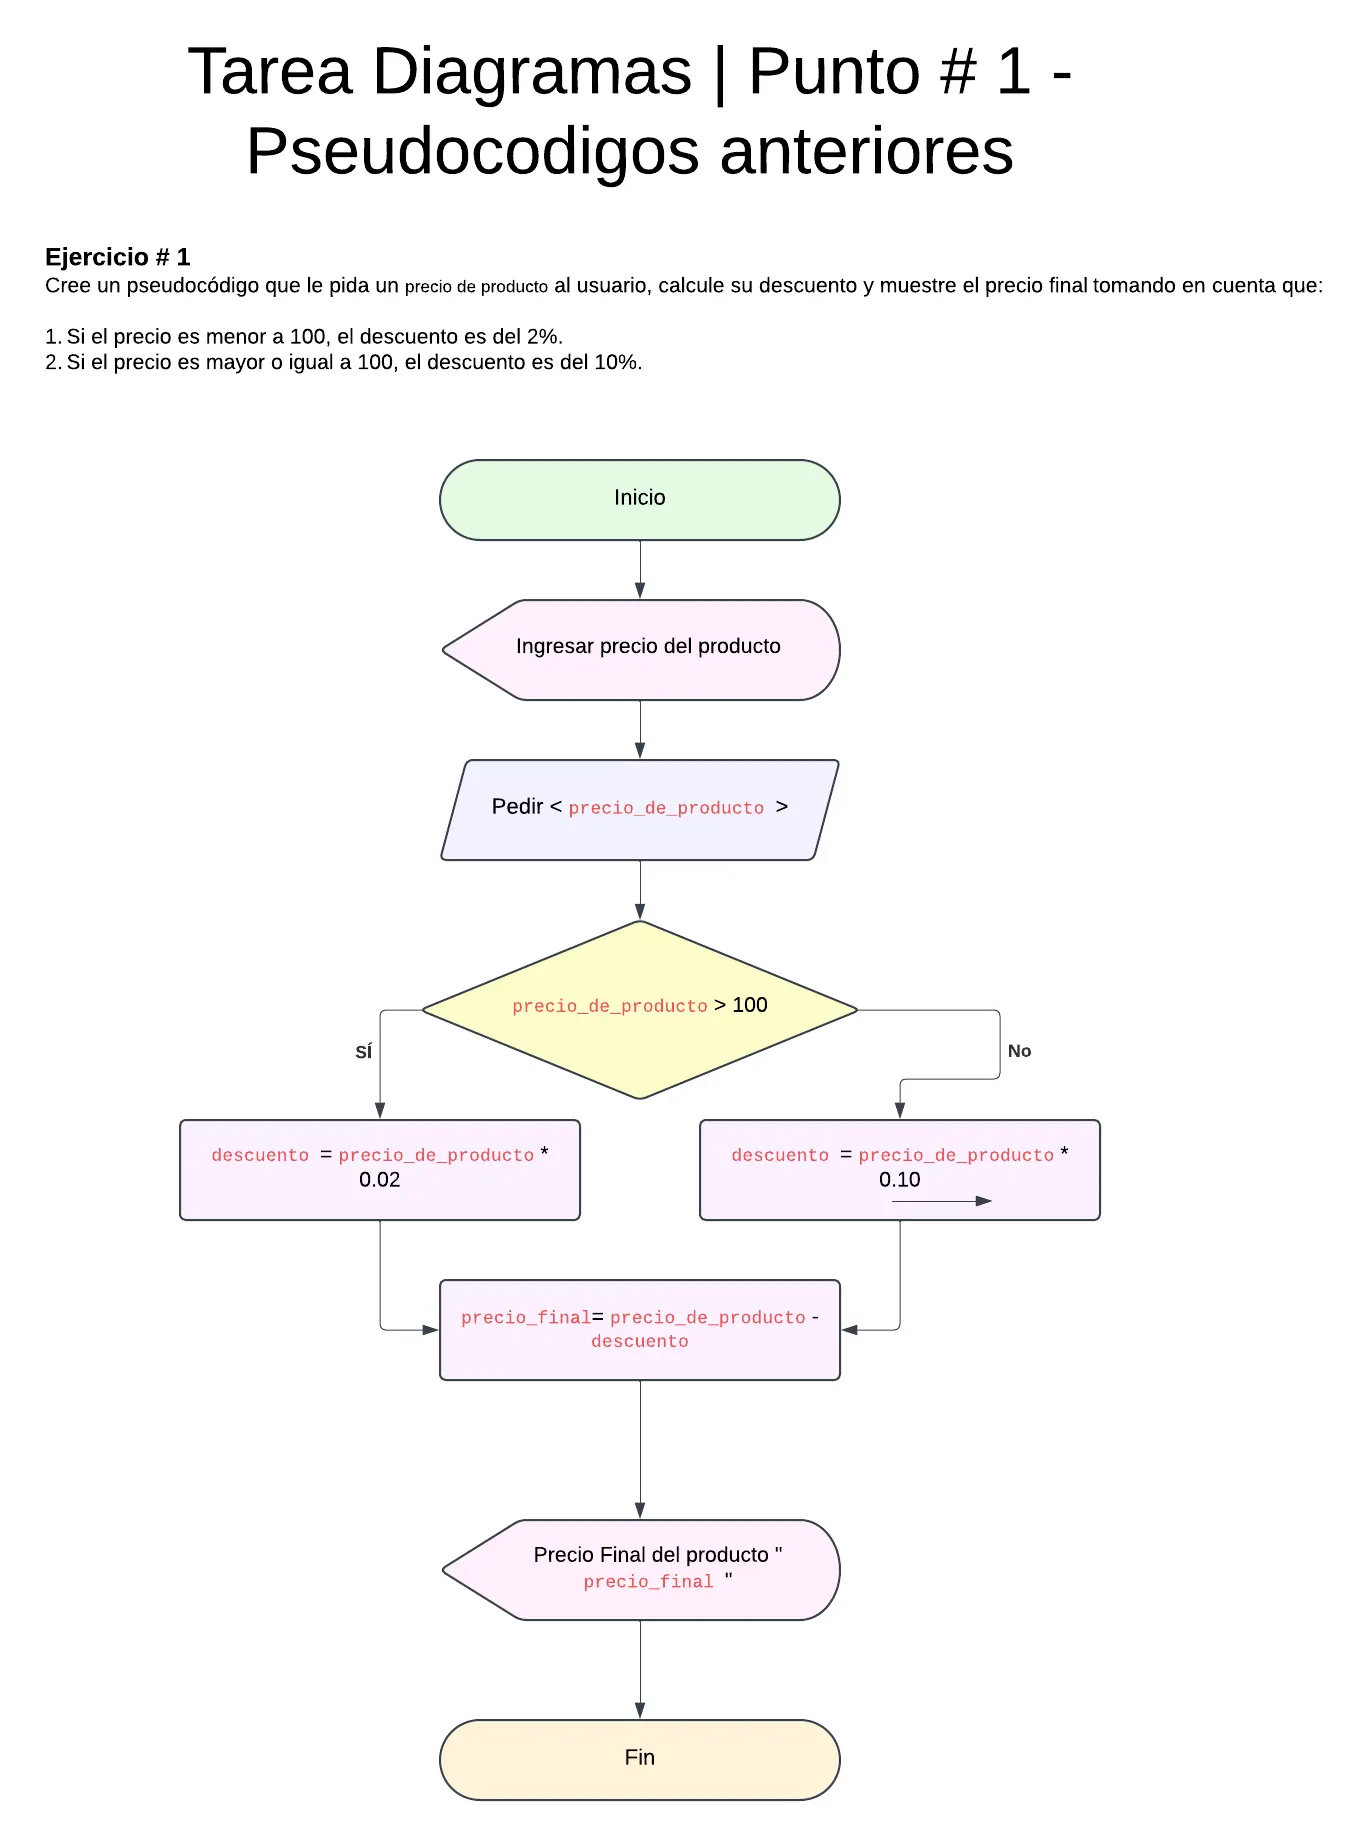 Tarea Diagramas | Punto # 1 -
Pseudocodigos anteriores
Ejercicio # 1
Cree un pseudocódigo que le pida un precio de producto al usuario, calcule su descuento y muestre el precio final tomando en cuenta que:
1. Si el precio es menor a 100, el descuento es del 2%.
2. Si el precio es mayor o igual a 100, el descuento es del 10%.
Inicio
Ingresar precio del producto
Pedir < precio_de_producto >
precio_de_producto > 100
SÍ
No
descuento = precio_de_producto *
0.02
descuento = precio_de_producto *
0.10
precio_final= precio_de_producto -
descuento
Precio Final del producto "
precio_final "
Fin